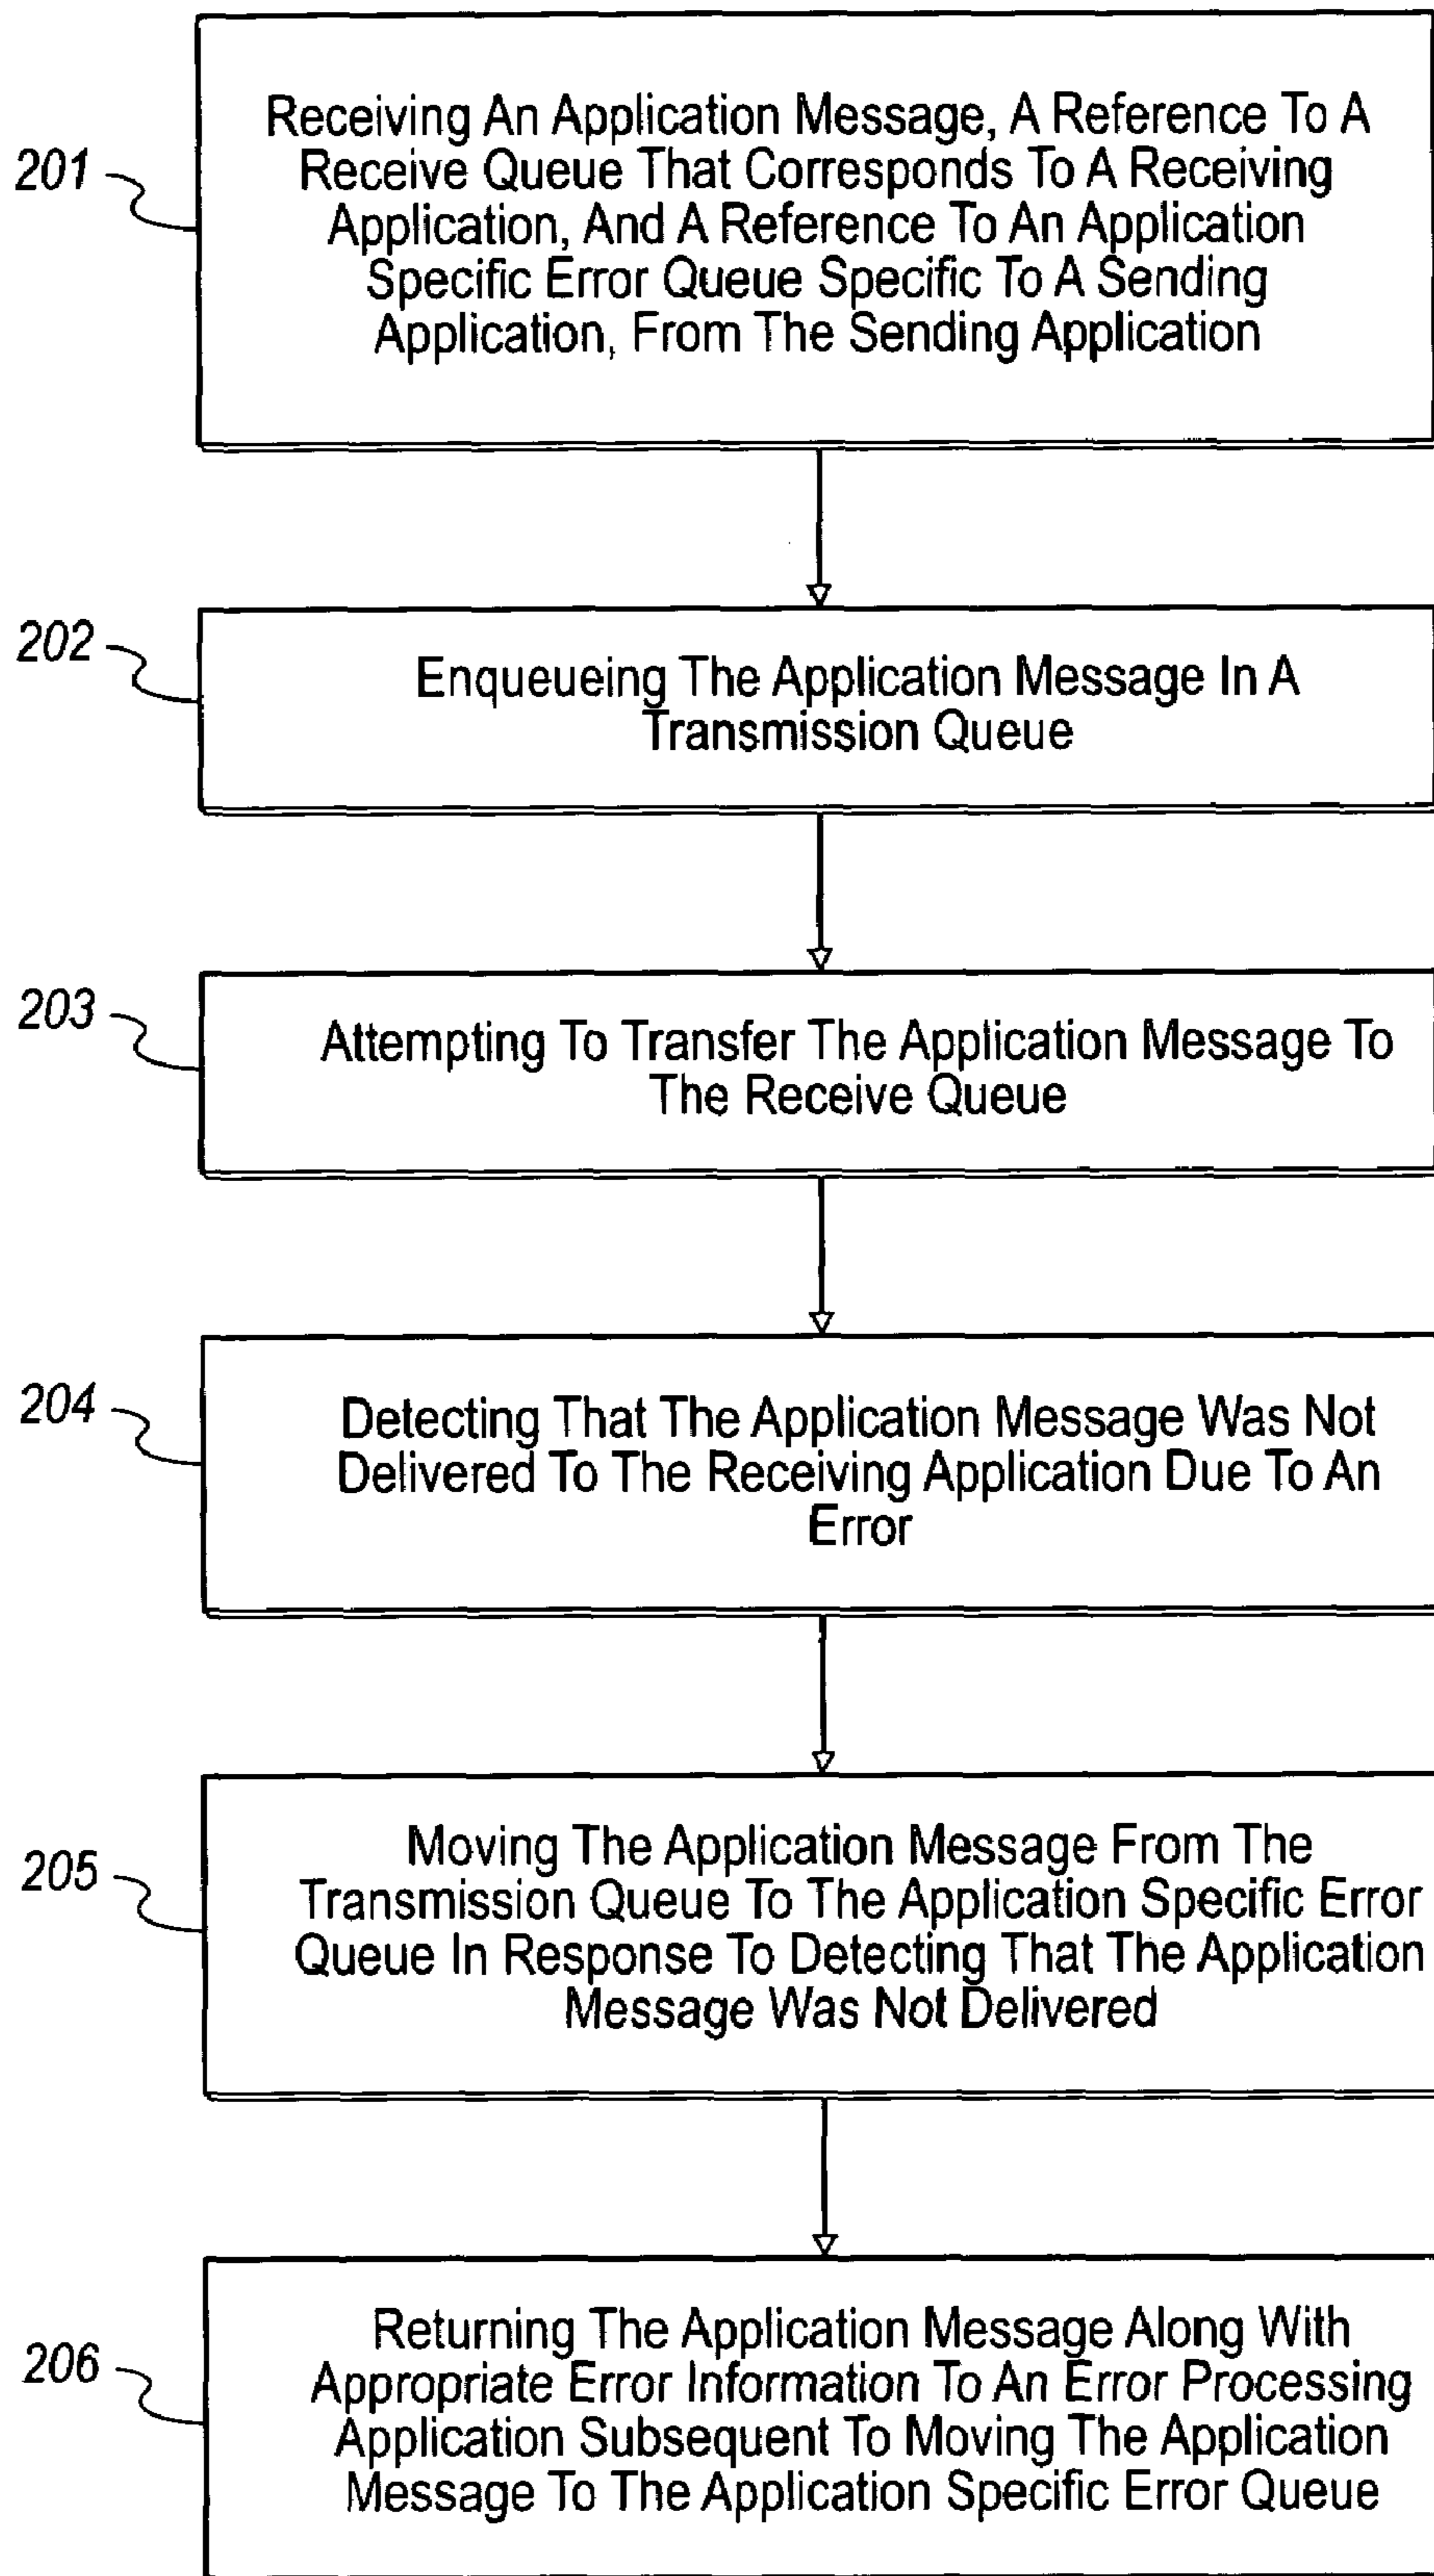 201
Receiving An Application Message, A Reference To A
Receive Queue That Corresponds To A Receiving
Application, And A Reference To An Application
Specific Error Queue Specific To A Sending
Application, From The Sending Application
202
Enqueueing The Application Message In A
Transmission Queue
203
Attempting To Transfer The Application Message To
The Receive Queue
204
Detecting That The Application Message Was Not
Delivered To The Receiving Application Due To An
Error
205
Moving The Application Message From The
Transmission Queue To The Application Specific Error
Queue In Response To Detecting That The Application
Message Was Not Delivered
206
Returning The Application Message Along With
Appropriate Error Information To An Error Processing
Application Subsequent To Moving The Application
Message To The Application Specific Error Queue